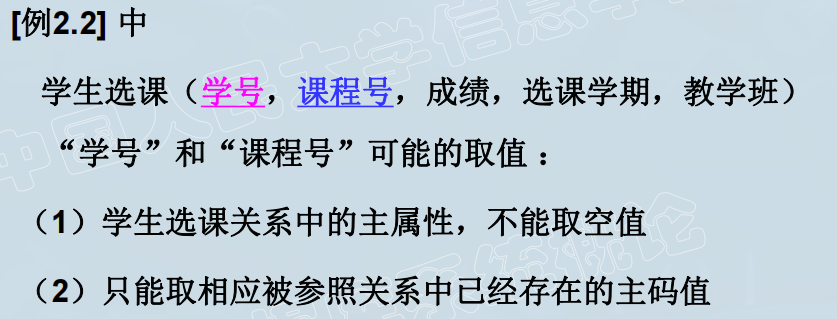 [例2.2] 中
学生选课（学号，课程号，成绩，选课学期，教学班）
“学号”和“课程号”可能的取值：
（1）学生选课关系中的主属性，不能取空值
（2）只能取相应被参照关系中已经存在的主码值